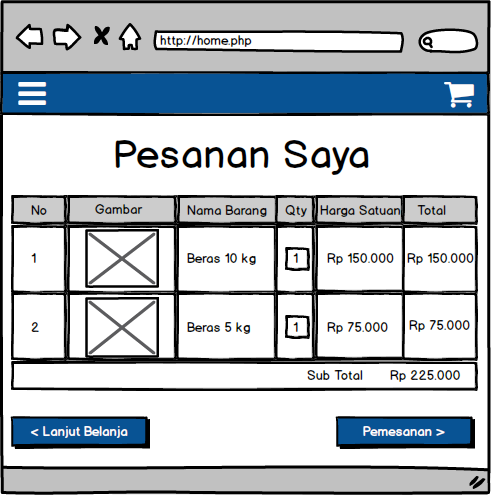 http://home.php
Pesanan Saya
No Gambar Nama Barang Qty Harga Satuan Total
1 Beras 10 kg 1 Rp 150.000 Rp 150.000
2 Beras 5 kg 1 Rp 75.000 Rp 75.000
Sub Total Rp 225.000
< Lanjut Belanja Pemesanan >